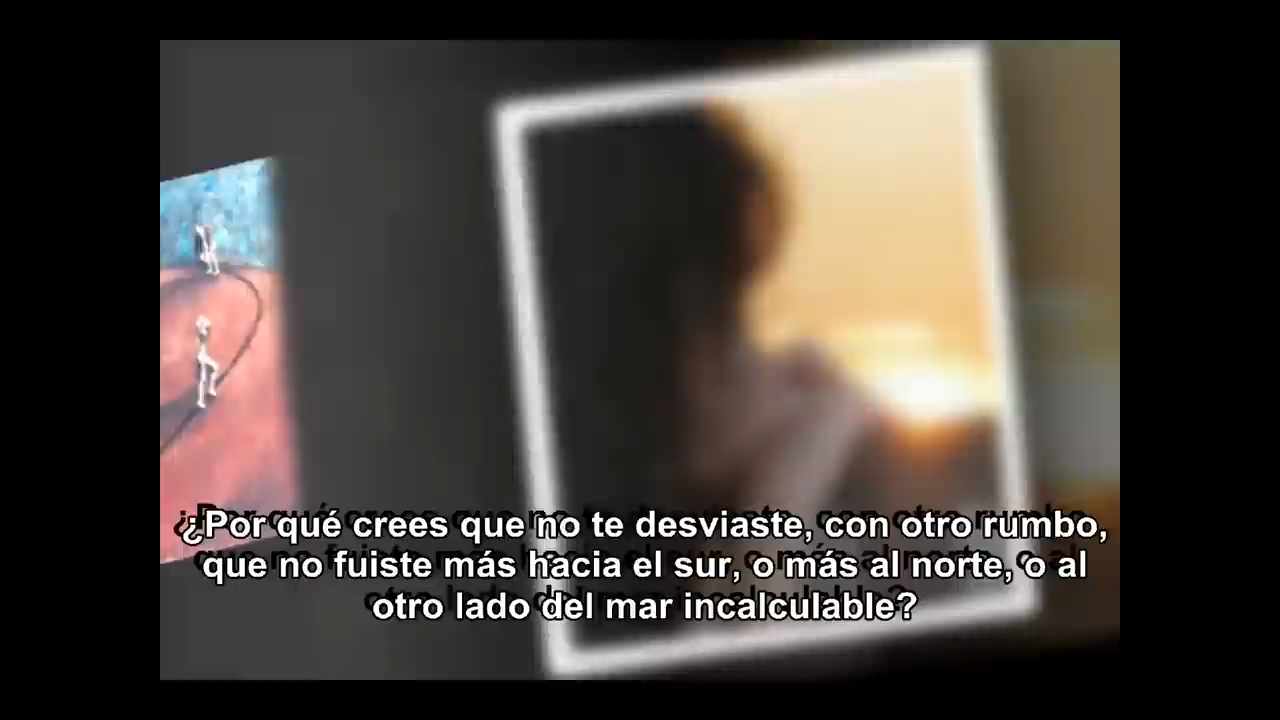 ¿Por qué crees que no te desviaste, con otro rumbo,
que no fuiste más hacia el sur, o más al norte, o al
otro lado del mar incalculable?